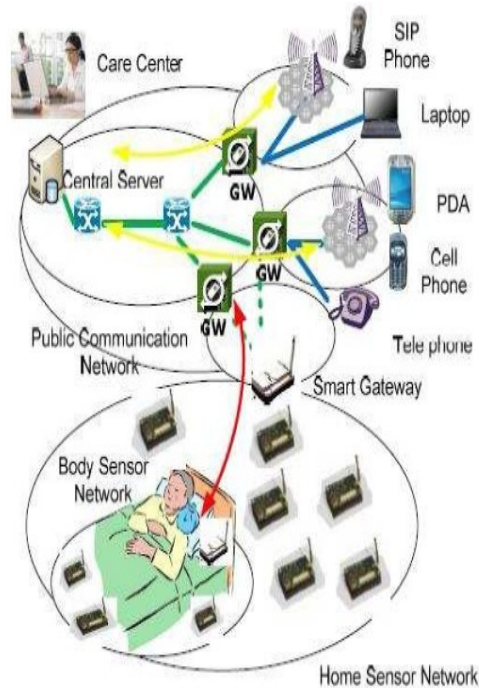 SIP
Phone
Care Center
Laptop
Central Server
GW
PDA
GW
Cell
Phone
GW
Public Communication
Network
Tele phone
Smart Gateway
Body Sensor
Network
Home Sensor Network